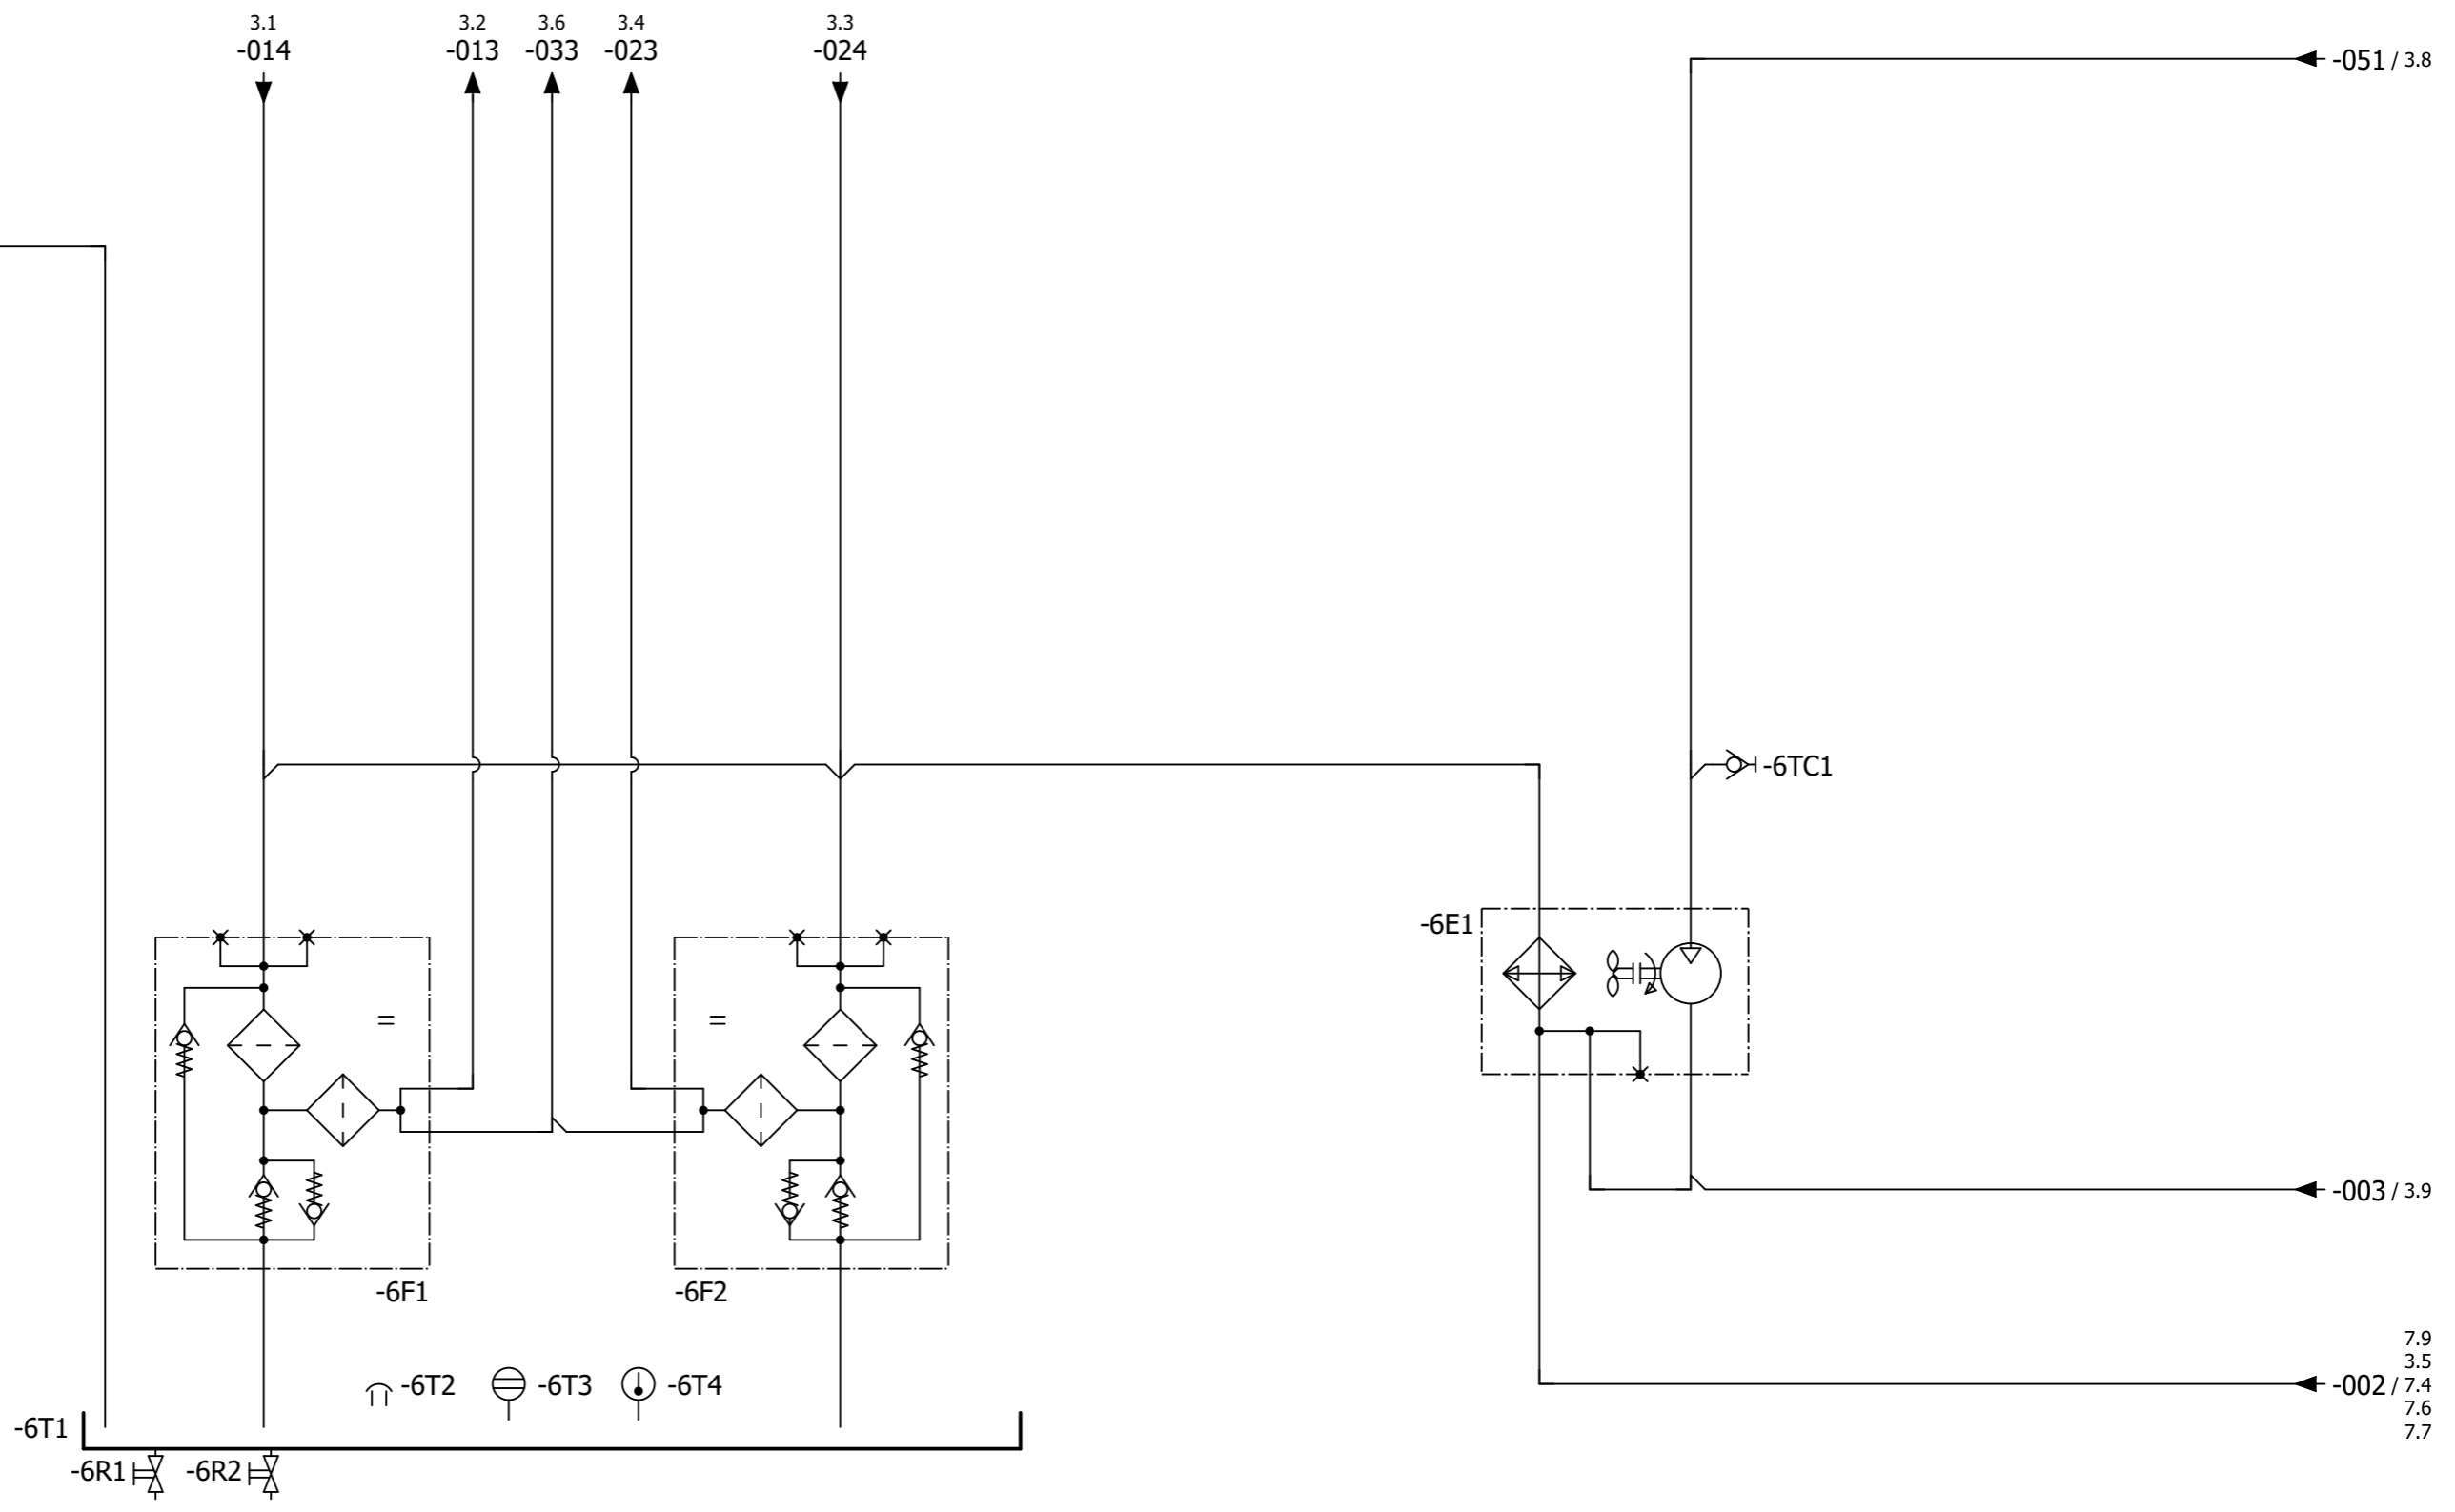 3.1
-014
3.2
-013
3.6
-033
3.4
-023
3.3
-024
-051 / 3.8
-6TC1
-6E1
=
=
-003 / 3.9
-6F1
-6F2
7.9
3.5
-002 / 7.4
7.6
7.7
-6T2
-6T3
-6T4
-6T1
-6R1
-6R2